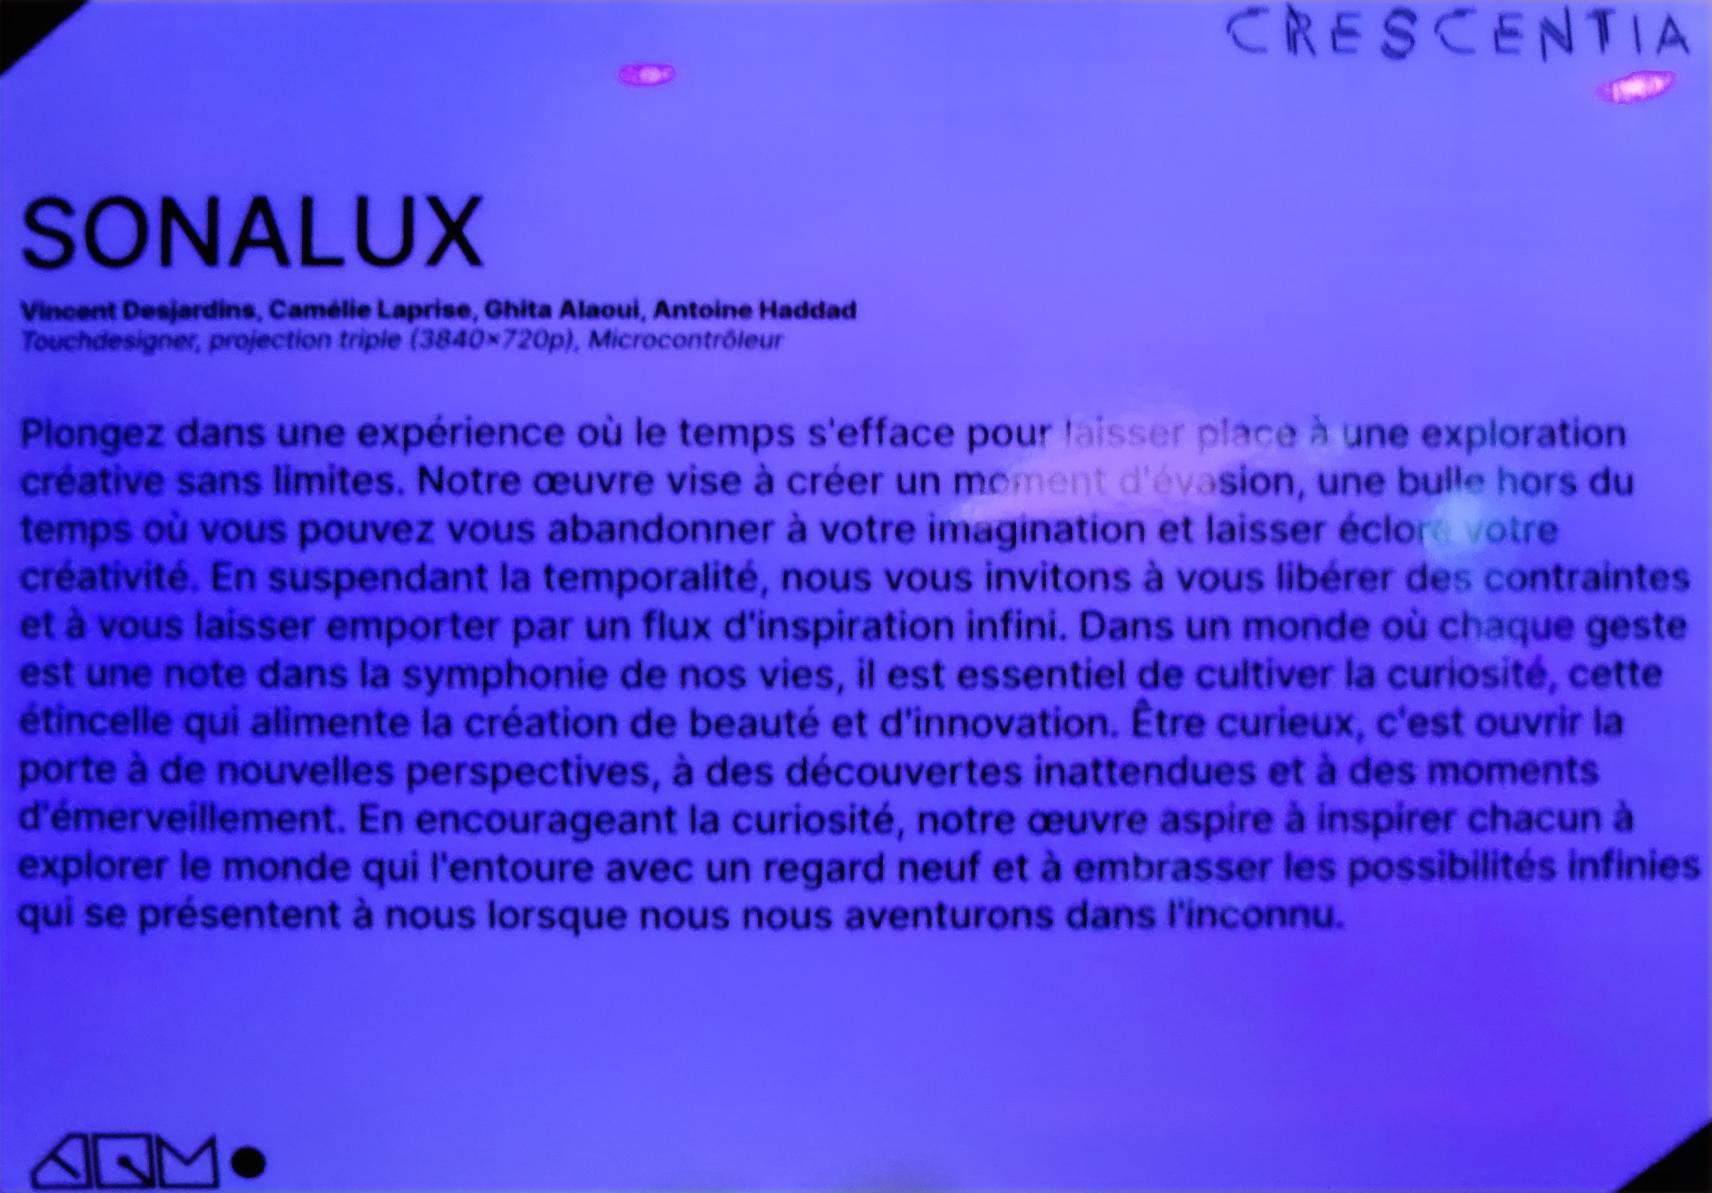 CRESCENTIA
SONALUX
Vincent Desjardins, Camélie Laprise, Ghita Alaoui, Antoine Haddad
Touchdesigner, projection triple (3840×720p), Microcontrôleur
Plongez dans une expérience où le temps s'efface pour laisser place à une exploration
créative sans limites. Notre œuvre vise à créer un moment d'évasion, une bulle hors du
temps où vous pouvez vous abandonner à votre imagination et laisser éclore votre
créativité. En suspendant la temporalité, nous vous invitons à vous libérer des contraintes
et à vous laisser emporter par un flux d'inspiration infini. Dans un monde où chaque geste
est une note dans la symphonie de nos vies, il est essentiel de cultiver la curiosité, cette
étincelle qui alimente la création de beauté et d'innovation. Être curieux, c'est ouvrir la
porte à de nouvelles perspectives, à des découvertes inattendues et à des moments
d'émerveillement. En encourageant la curiosité, notre œuvre aspire à inspirer chacun à
explorer le monde qui l'entoure avec un regard neuf et à embrasser les possibilités infinies
qui se présentent à nous lorsque nous nous aventurons dans l'inconnu.
AQM